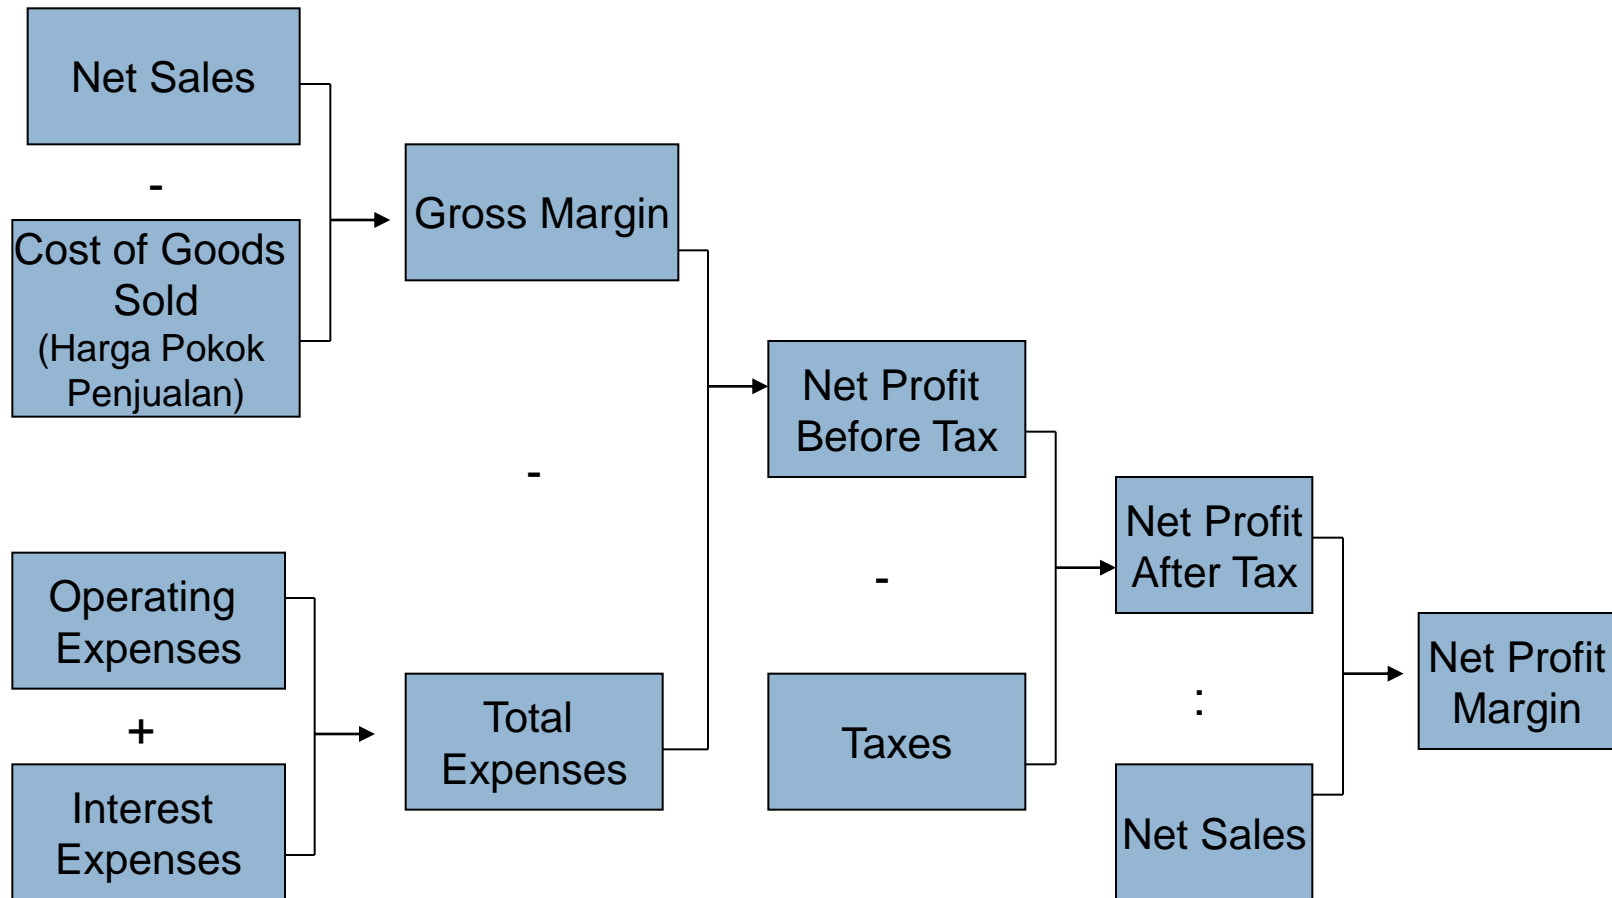 Net Sales
-
Cost of Goods
Sold
(Harga Pokok
Penjualan)
Gross Margin
-
Operating
Expenses
+
Interest
Expenses
Total
Expenses
Net Profit
Before Tax
-
Taxes
Net Profit
After Tax
:
Net Sales
Net Profit
Margin